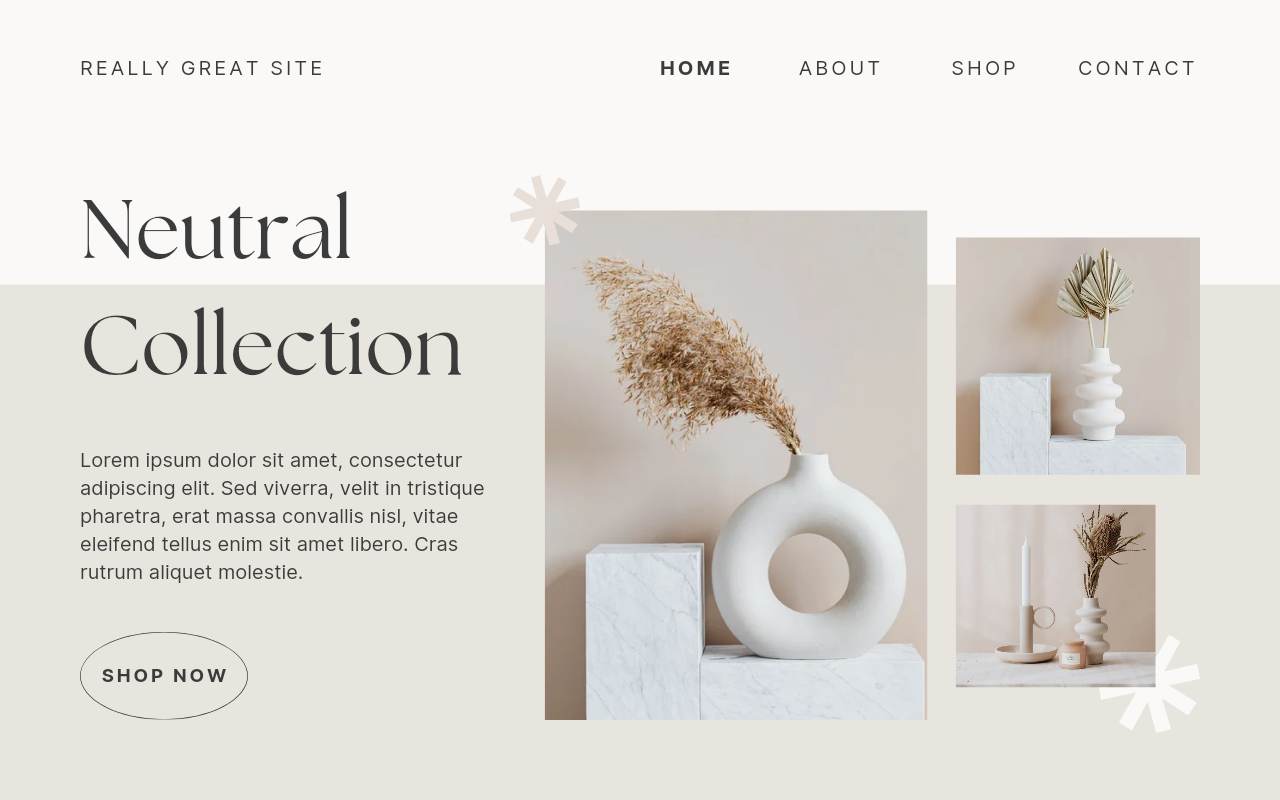 REALLY GREAT SITE
HOME
ABOUT
SHOP
CONTACT
Neutral
Collection
Lorem ipsum dolor sit amet, consectetur
adipiscing elit. Sed viverra, velit in tristique
pharetra, erat massa convallis nisl, vitae
eleifend tellus enim sit amet libero. Cras
rutrum aliquet molestie.
SHOP NOW